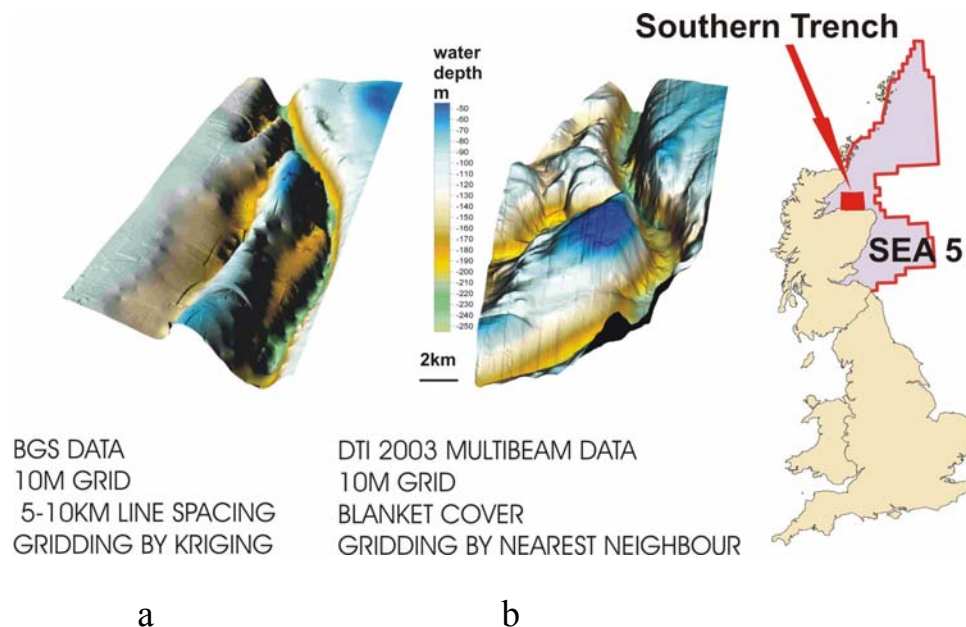 Southern Trench
water
depth
m
-50
-60
-70
-80
-90
-100
-110
-120
-130
-140
-150
-160
-170
-180
-190
-200
-210
-220
-230
-240
-250
2km
SEA 5
BGS DATA
10M GRID
5-10KM LINE SPACING
GRIDDING BY KRIGING
DTI 2003 MULTIBEAM DATA
10M GRID
BLANKET COVER
GRIDDING BY NEAREST NEIGHBOUR
a
b